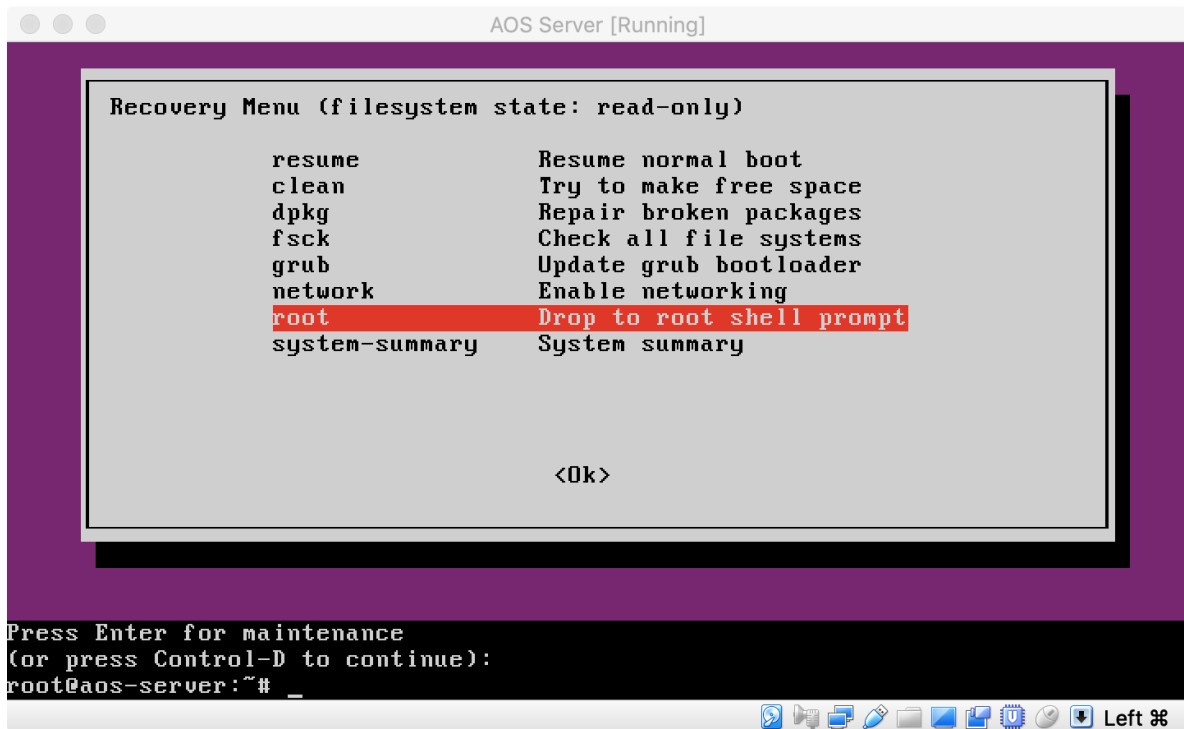 AOS Server [Running]
Recovery Menu (filesystem state: read-only)
resume Resume normal boot
clean Try to make free space
dpkg Repair broken packages
fsck Check all file systems
grub Update grub bootloader
network Enable networking
root Drop to root shell prompt
system-summary System summary
<Ok>
Press Enter for maintenance
(or press Control-D to continue):
root@aos-server:~# _
Left ⌘